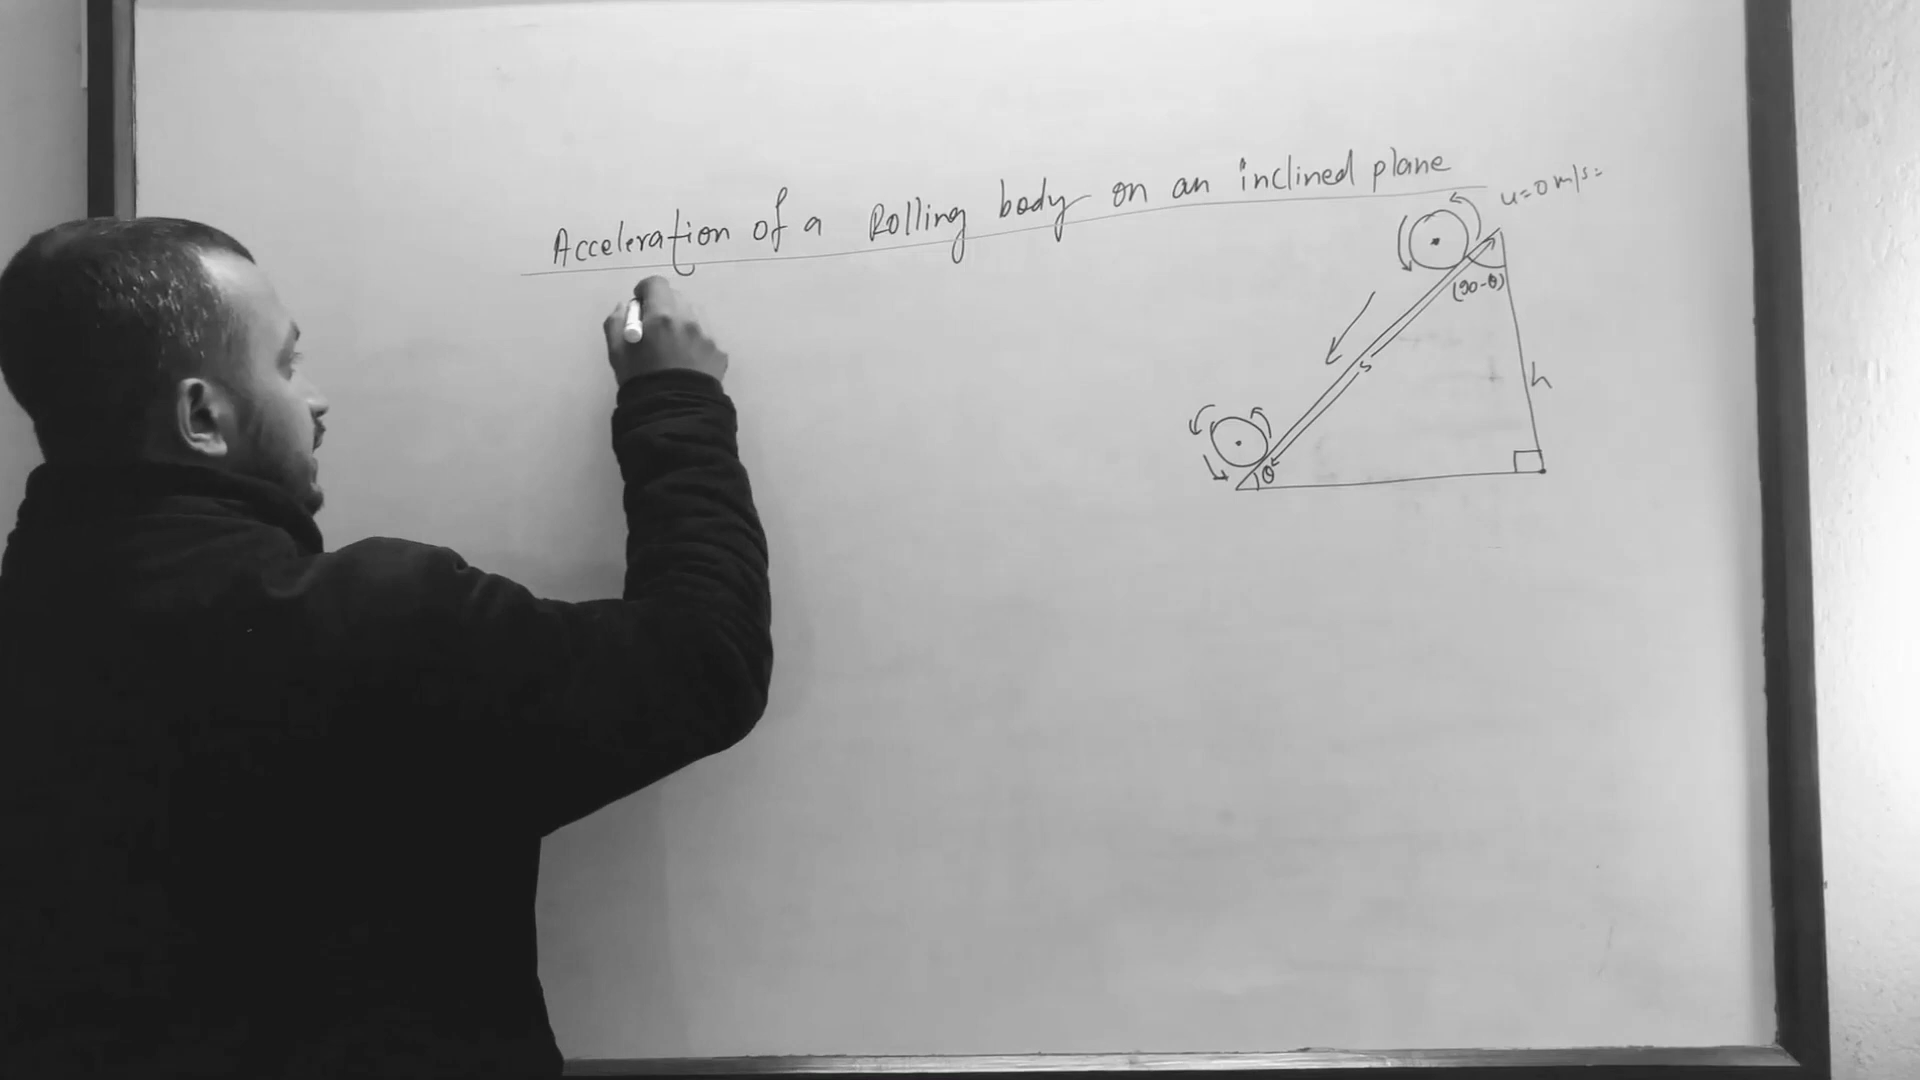 Acceleration of a Rolling body on an inclined plane
u=0 m/s
(90-θ)
s
h
θ